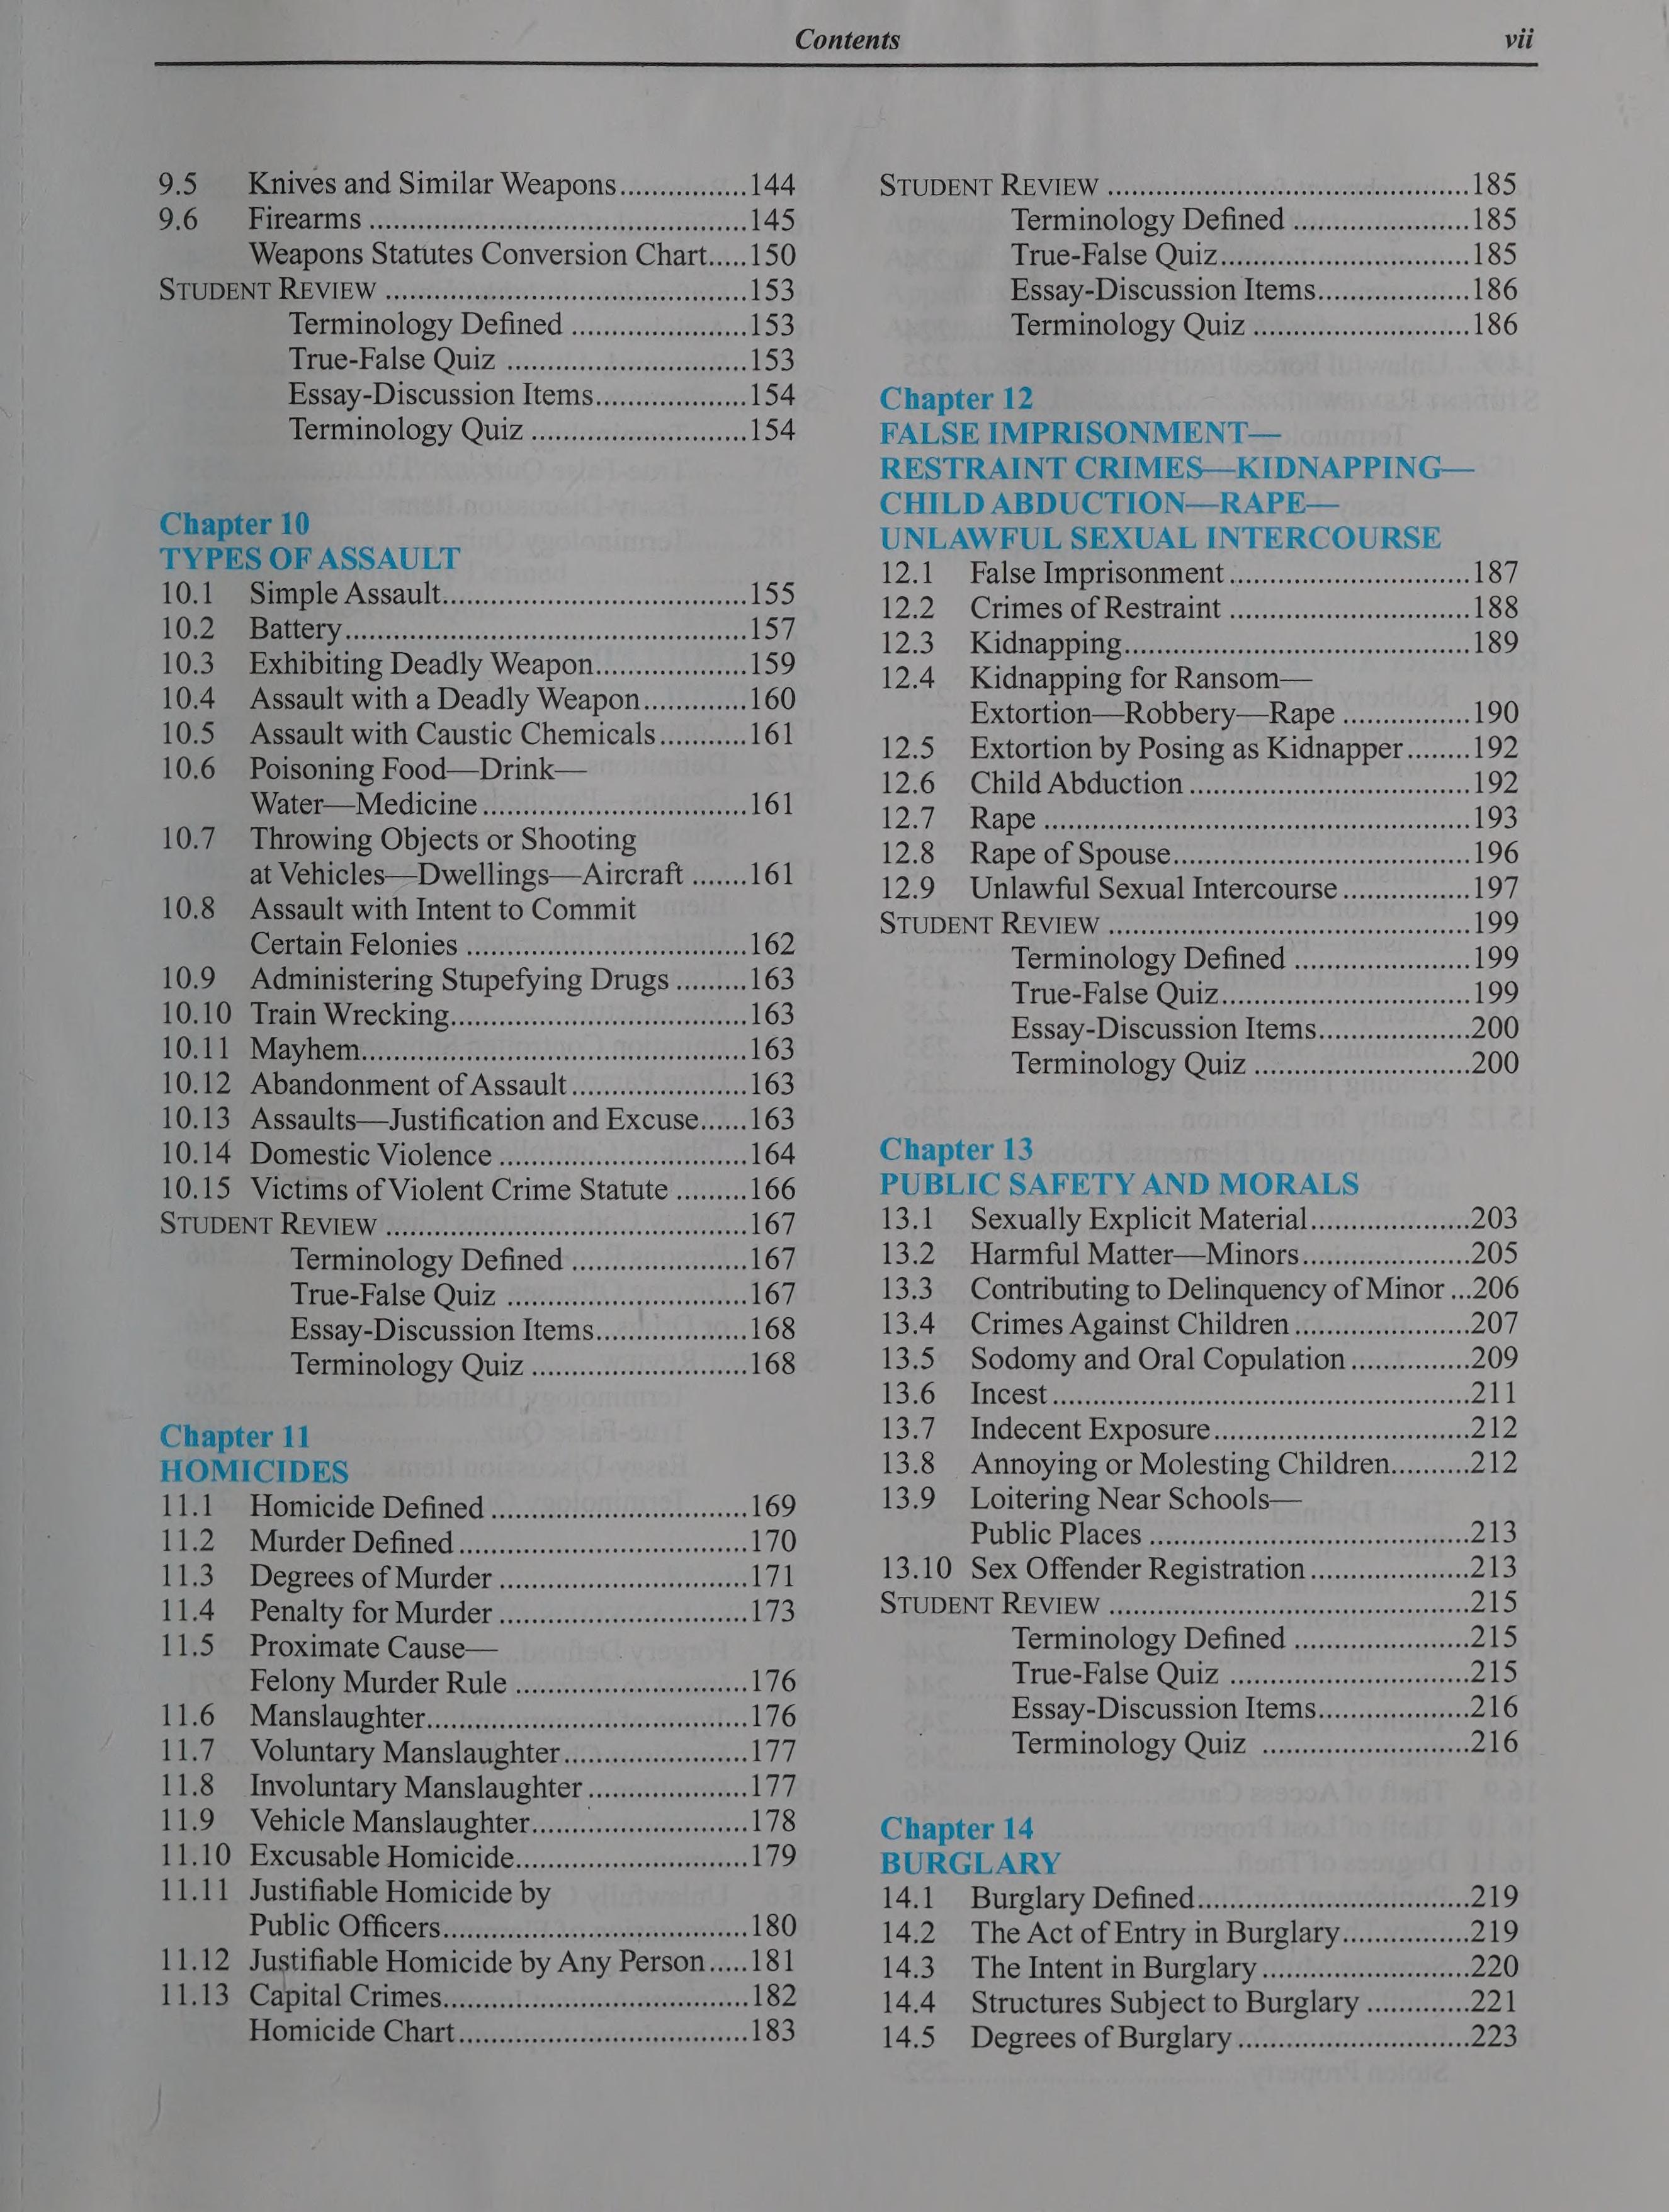 Contents vii
9.5 Knives and Similar Weapons................144
9.6 Firearms ................................................145
Weapons Statutes Conversion Chart.....150
STUDENT REVIEW ..............................................153
Terminology Defined ......................153
True-False Quiz ..............................153
Essay-Discussion Items...................154
Terminology Quiz ...........................154
Chapter 10
TYPES OF ASSAULT
10.1 Simple Assault......................................155
10.2 Battery..................................................157
10.3 Exhibiting Deadly Weapon...................159
10.4 Assault with a Deadly Weapon.............160
10.5 Assault with Caustic Chemicals...........161
10.6 Poisoning Food—Drink—
Water—Medicine.................................161
10.7 Throwing Objects or Shooting
at Vehicles—Dwellings—Aircraft .......161
10.8 Assault with Intent to Commit
Certain Felonies ...................................162
10.9 Administering Stupefying Drugs .........163
10.10 Train Wrecking.....................................163
10.11 Mayhem................................................163
10.12 Abandonment of Assault......................163
10.13 Assaults—Justification and Excuse......163
10.14 Domestic Violence ...............................164
10.15 Victims of Violent Crime Statute .........166
STUDENT REVIEW ..............................................167
Terminology Defined ......................167
True-False Quiz ..............................167
Essay-Discussion Items...................168
Terminology Quiz ...........................168
Chapter 11
HOMICIDES
11.1 Homicide Defined ................................169
11.2 Murder Defined ....................................170
11.3 Degrees of Murder ...............................171
11.4 Penalty for Murder ...............................173
11.5 Proximate Cause—
Felony Murder Rule .............................176
11.6 Manslaughter........................................176
11.7 Voluntary Manslaughter.......................177
11.8 Involuntary Manslaughter ....................177
11.9 Vehicle Manslaughter...........................178
11.10 Excusable Homicide.............................179
11.11 Justifiable Homicide by
Public Officers......................................180
11.12 Justifiable Homicide by Any Person.....181
11.13 Capital Crimes......................................182
Homicide Chart....................................183
STUDENT REVIEW ..............................................185
Terminology Defined ......................185
True-False Quiz...............................185
Essay-Discussion Items...................186
Terminology Quiz ...........................186
Chapter 12
FALSE IMPRISONMENT—
RESTRAINT CRIMES—KIDNAPPING—
CHILD ABDUCTION—RAPE—
UNLAWFUL SEXUAL INTERCOURSE
12.1 False Imprisonment..............................187
12.2 Crimes of Restraint ..............................188
12.3 Kidnapping...........................................189
12.4 Kidnapping for Ransom—
Extortion—Robbery—Rape ................190
12.5 Extortion by Posing as Kidnapper........192
12.6 Child Abduction ...................................192
12.7 Rape .....................................................193
12.8 Rape of Spouse.....................................196
12.9 Unlawful Sexual Intercourse................197
STUDENT REVIEW ..............................................199
Terminology Defined ......................199
True-False Quiz...............................199
Essay-Discussion Items...................200
Terminology Quiz ...........................200
Chapter 13
PUBLIC SAFETY AND MORALS
13.1 Sexually Explicit Material....................203
13.2 Harmful Matter—Minors.....................205
13.3 Contributing to Delinquency of Minor ...206
13.4 Crimes Against Children......................207
13.5 Sodomy and Oral Copulation...............209
13.6 Incest....................................................211
13.7 Indecent Exposure................................212
13.8 Annoying or Molesting Children..........212
13.9 Loitering Near Schools—
Public Places ........................................213
13.10 Sex Offender Registration....................213
STUDENT REVIEW ..............................................215
Terminology Defined ......................215
True-False Quiz ..............................215
Essay-Discussion Items...................216
Terminology Quiz ..........................216
Chapter 14
BURGLARY
14.1 Burglary Defined..................................219
14.2 The Act of Entry in Burglary................219
14.3 The Intent in Burglary..........................220
14.4 Structures Subject to Burglary .............221
14.5 Degrees of Burglary .............................223